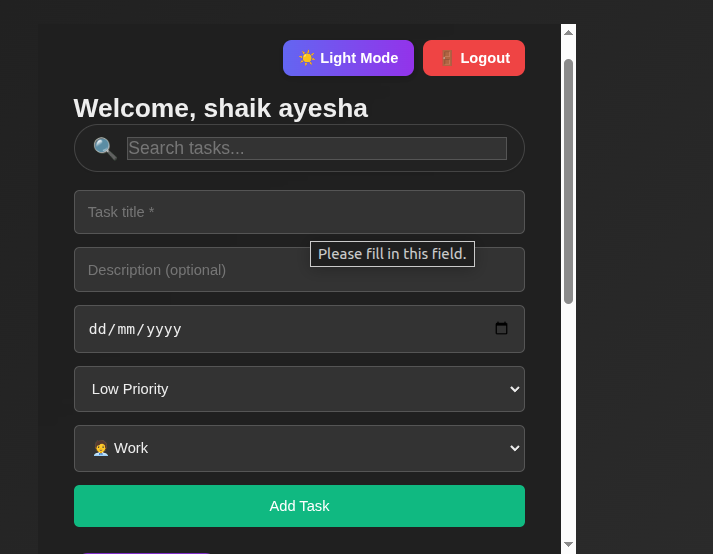 ☀️ Light Mode
🚪 Logout
Welcome, shaik ayesha
🔍 Search tasks...
Task title *
Please fill in this field.
Description (optional)
dd/mm/yyyy
Low Priority
🧑‍💼 Work
Add Task